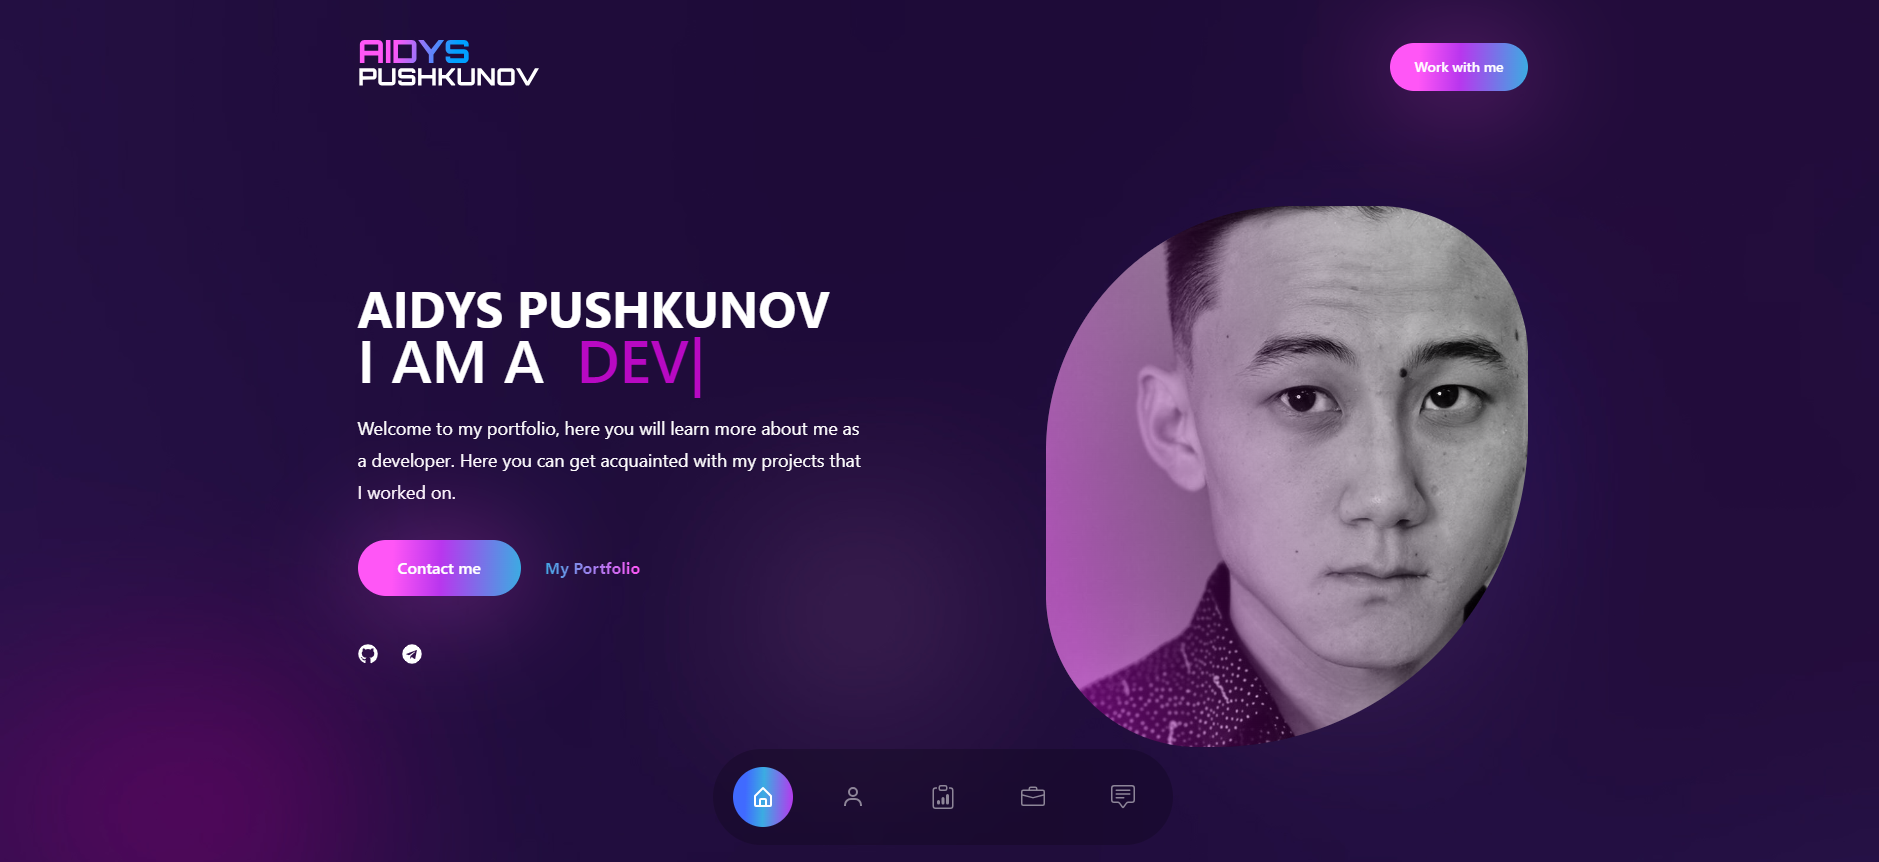 AIDYS
PUSHKUNOV
Work with me
AIDYS PUSHKUNOV
I AM A DEV|
Welcome to my portfolio, here you will learn more about me as
a developer. Here you can get acquainted with my projects that
I worked on.
Contact me
My Portfolio